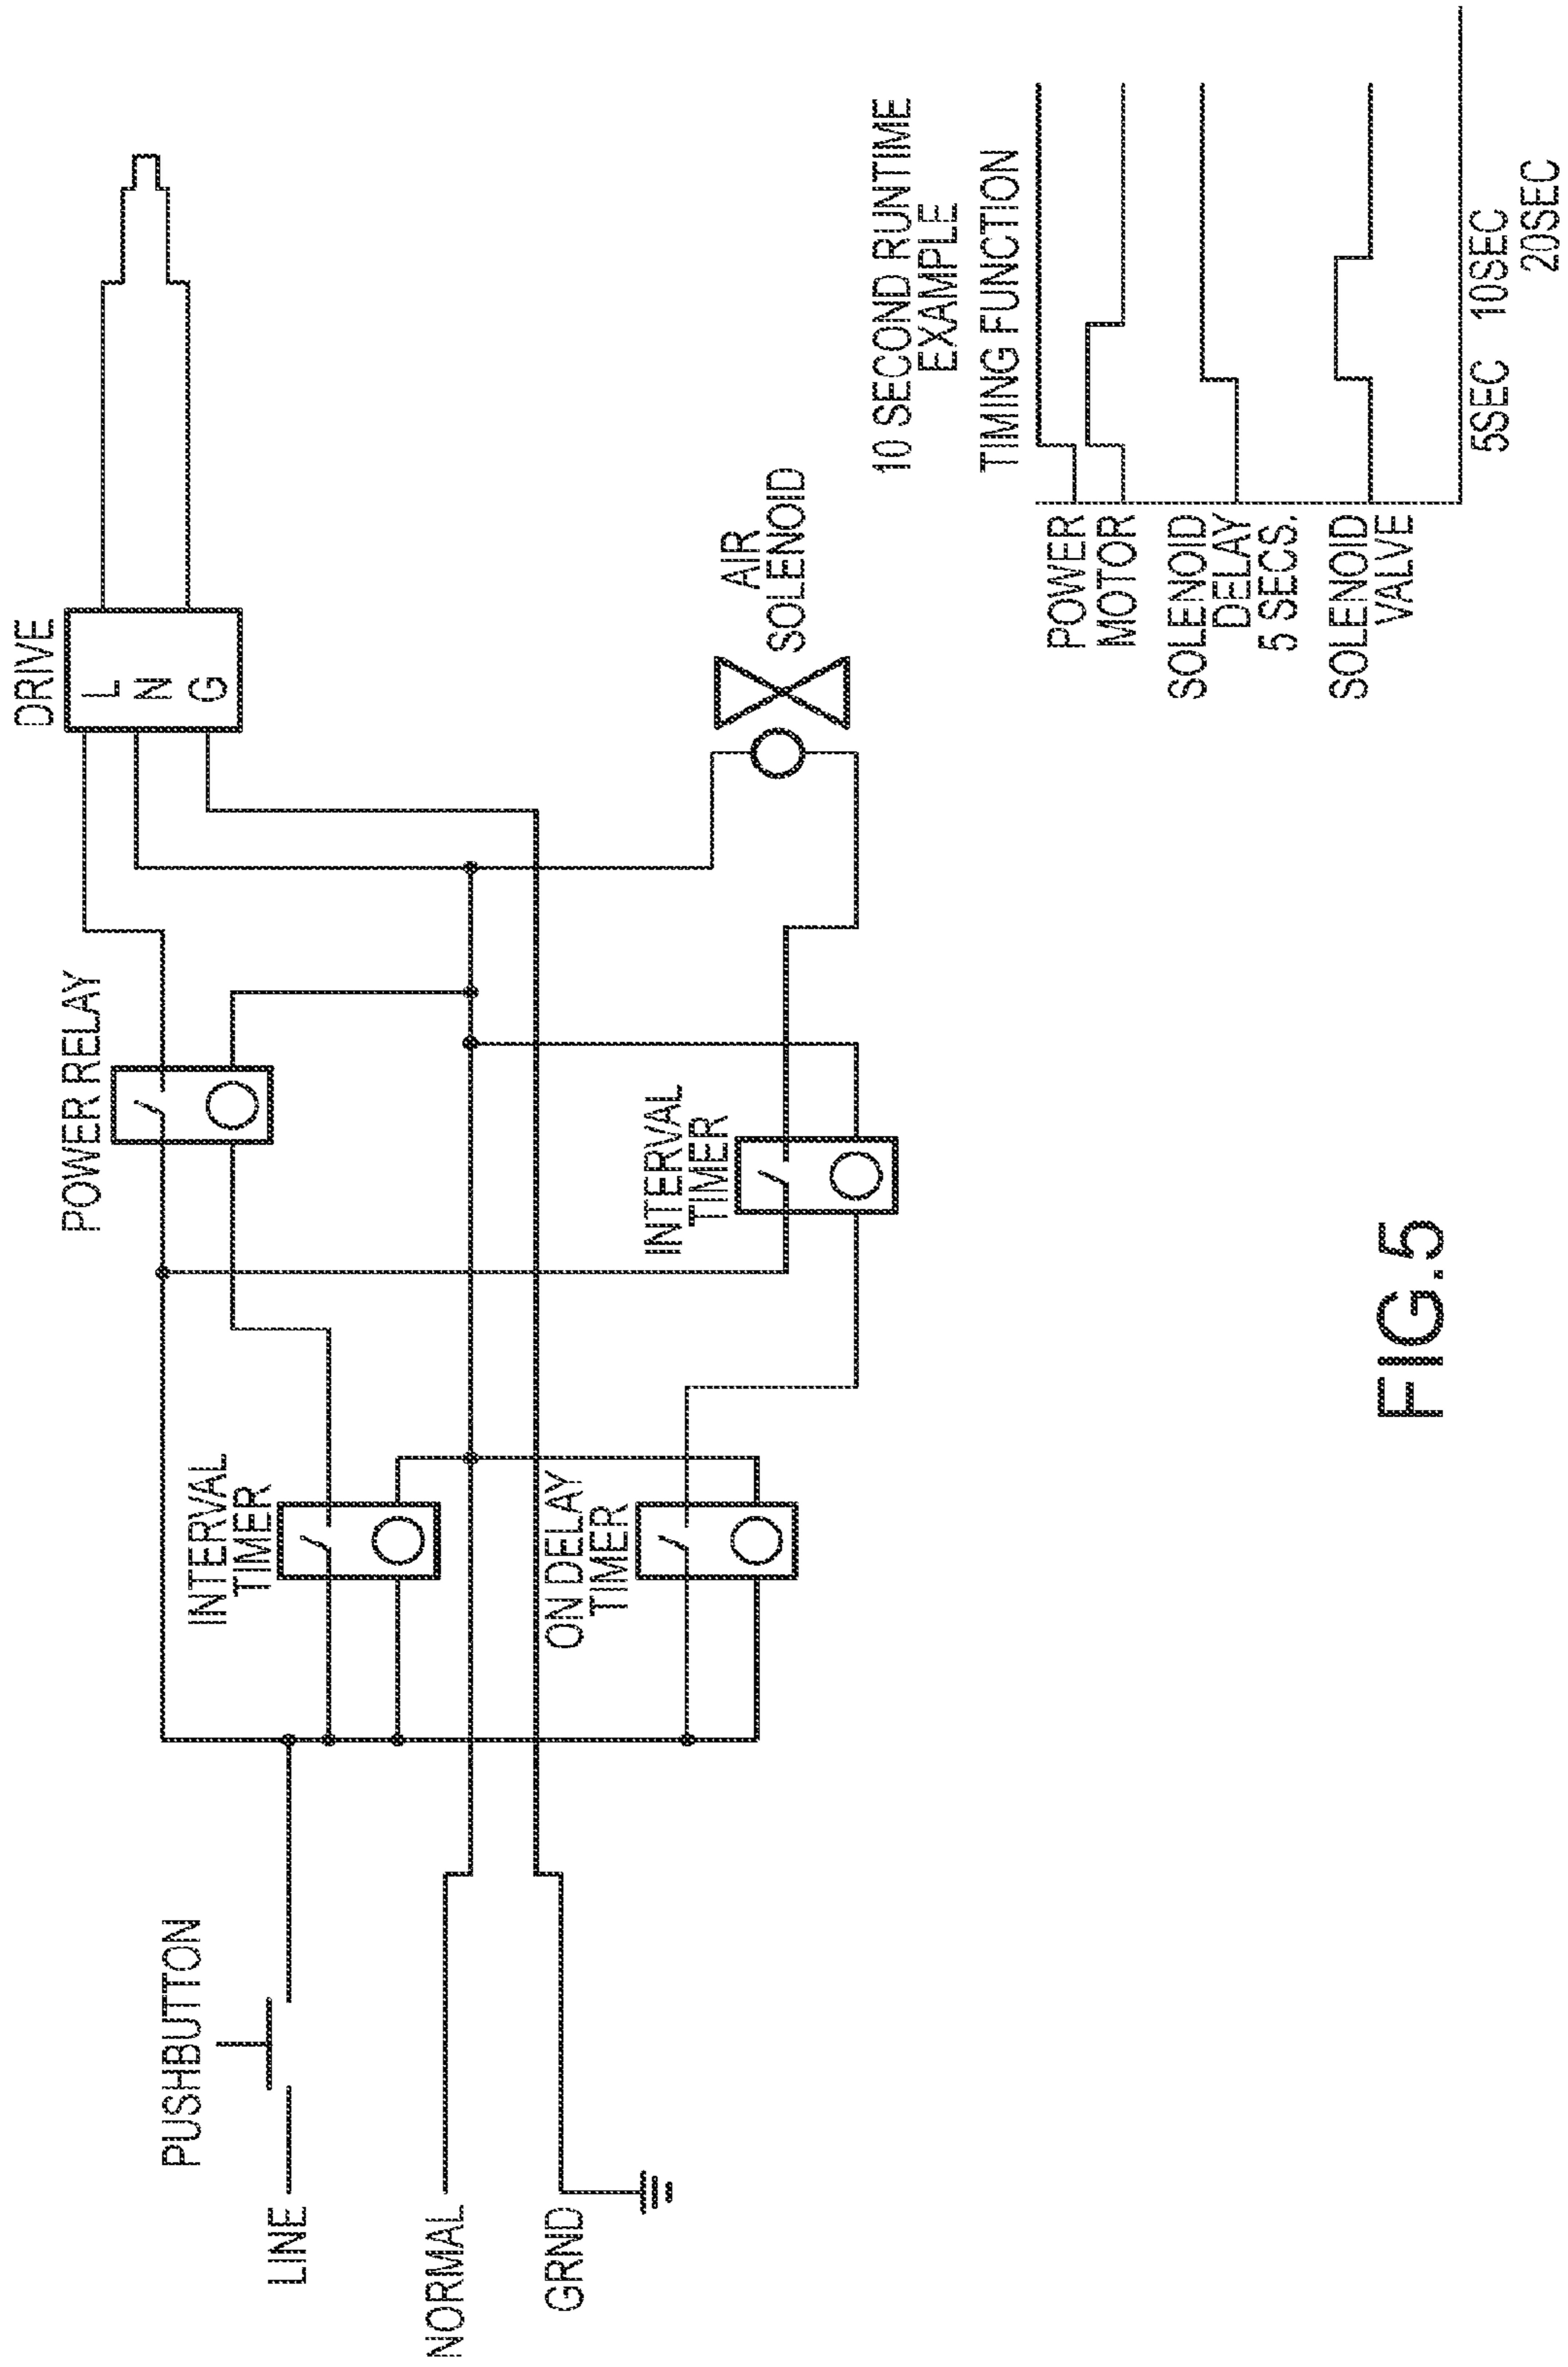 DRIVE
L
N
G
POWER RELAY
PUSHBUTTON
INTERVAL
TIMER
LINE
NORMAL
GRND
ON DELAY
TIMER
INTERVAL
TIMER
AIR
SOLENOID
10 SECOND RUNTIME
EXAMPLE
TIMING FUNCTION
POWER
MOTOR
SOLENOID
DELAY
5 SECS.
SOLENOID
VALVE
5SEC 10SEC
20SEC
FIG.5